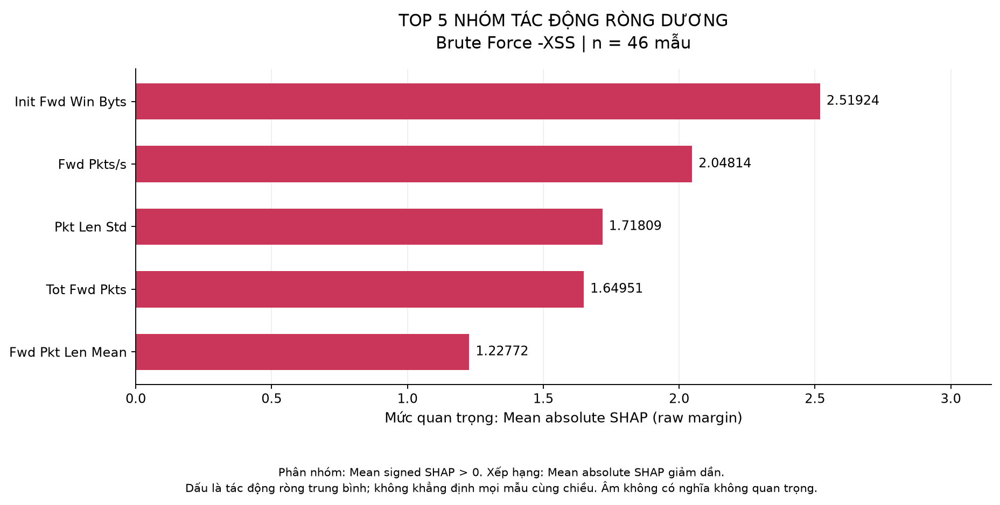 TOP 5 NHÓM TÁC ĐỘNG RÒNG DƯƠNG
Brute Force -XSS | n = 46 mẫu
Init Fwd Win Byts
2.51924
Fwd Pkts/s
2.04814
Pkt Len Std
1.71809
Tot Fwd Pkts
1.64951
Fwd Pkt Len Mean
1.22772
0.0 0.5 1.0 1.5 2.0 2.5 3.0
Mức quan trọng: Mean absolute SHAP (raw margin)
Phân nhóm: Mean signed SHAP > 0. Xếp hạng: Mean absolute SHAP giảm dần.
Dấu là tác động ròng trung bình; không khẳng định mọi mẫu cùng chiều. Âm không có nghĩa không quan trọng.